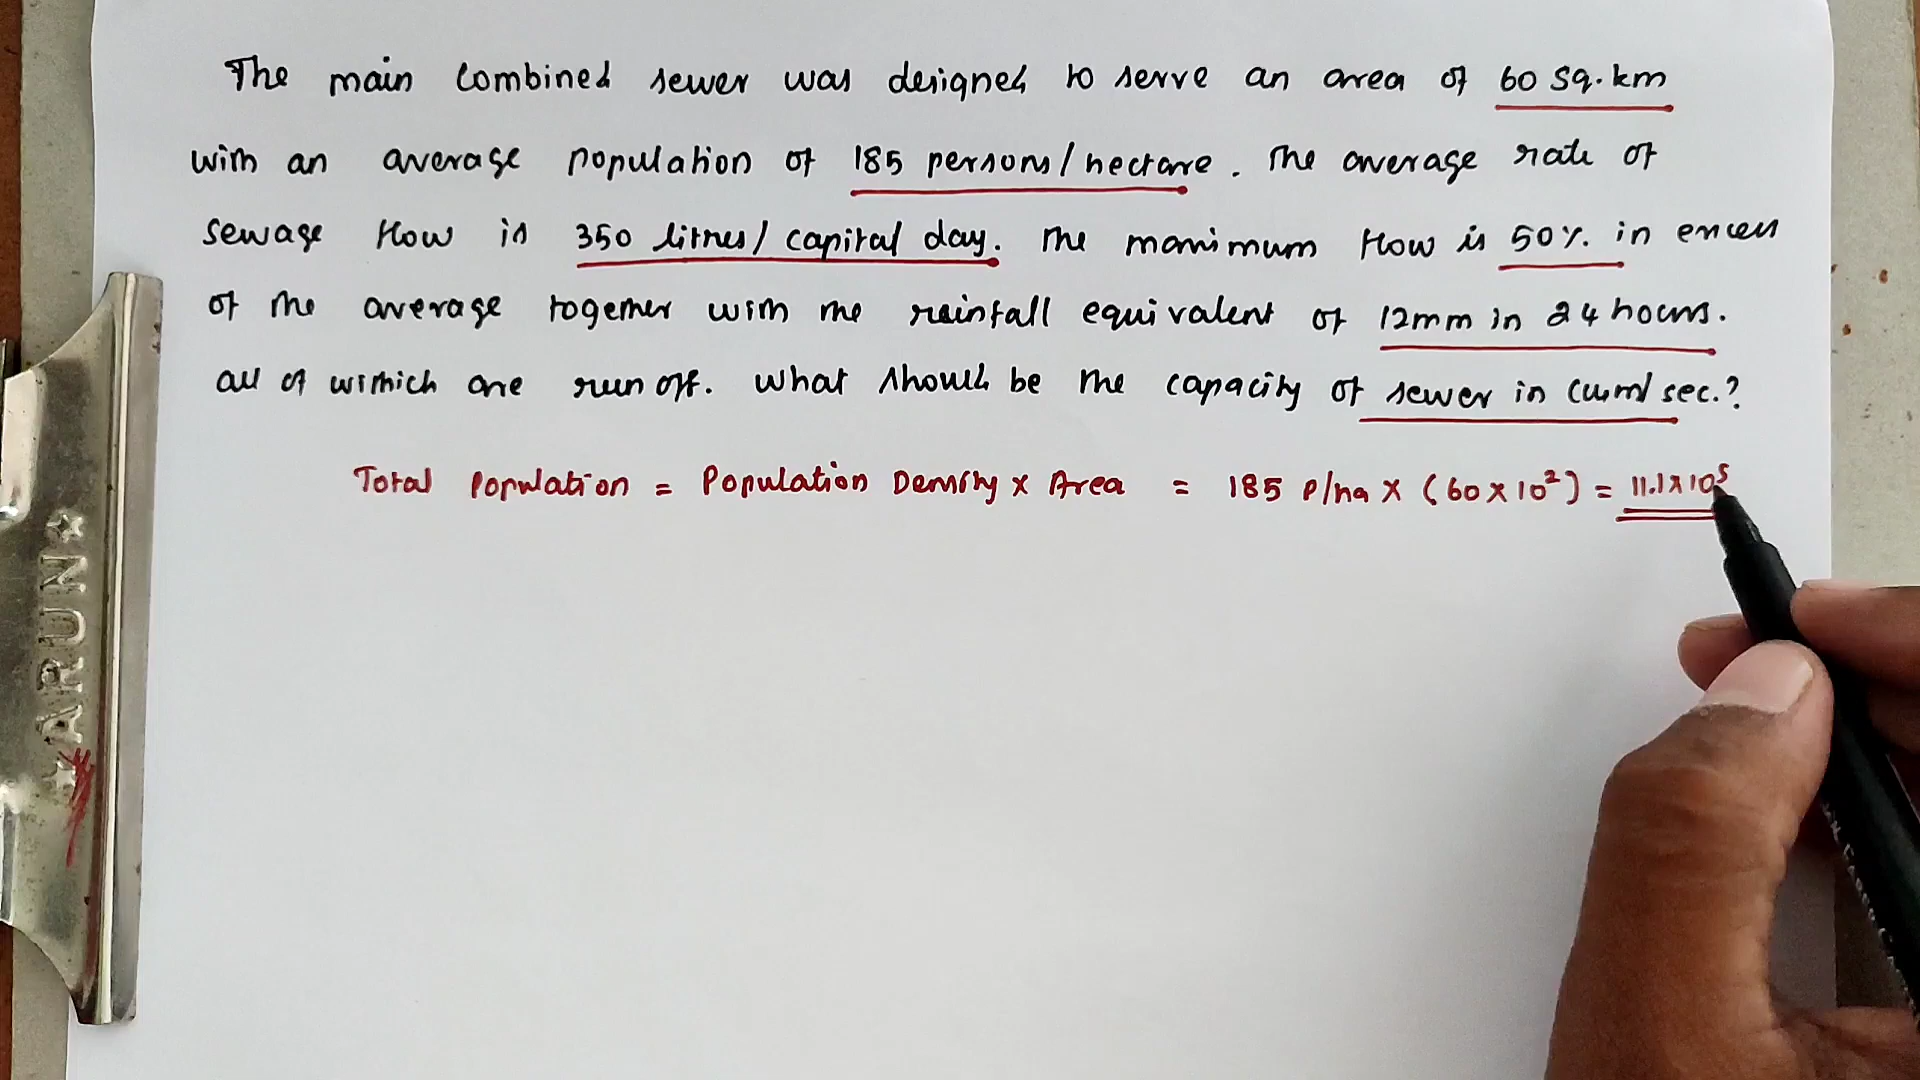 The main combined sewer was designed to serve an area of 60 sq.km
with an average population of 185 persons/hectare. The average rate of
sewage flow is 350 litres/capital day. The maximum flow is 50%. in excess
of the average together with the rainfall equivalent of 12mm in 24 hours.
all of whihich are run off. What should be the capacity of sewer in cum/sec.?
Total Population = Population Density x Area = 185 P/ha x (60x10²) = 11.1x10⁵
ARUN